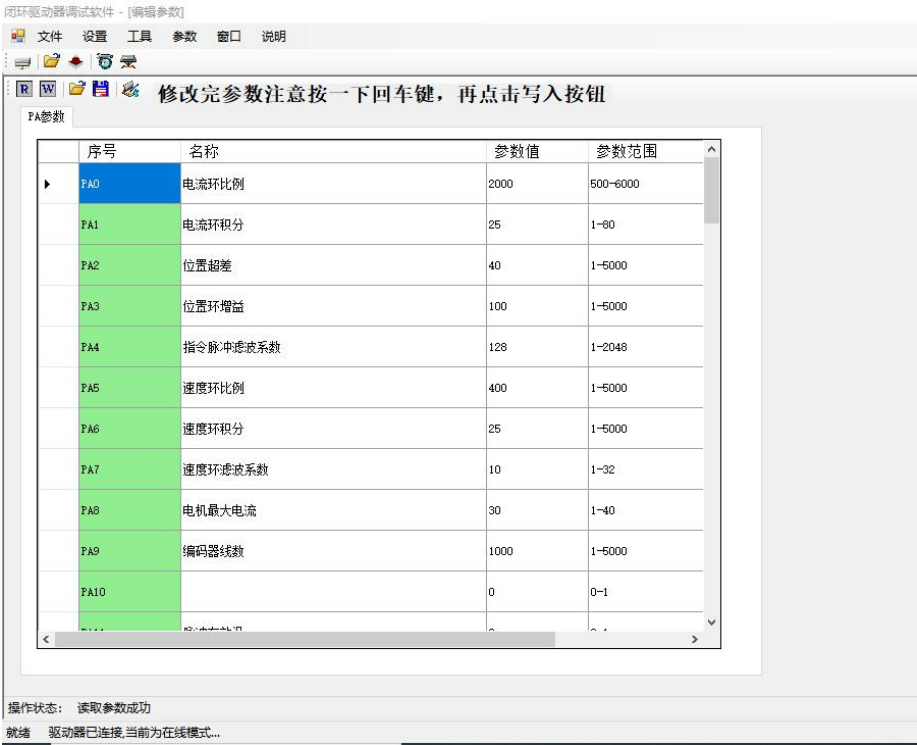 闭环驱动器调试软件 - [编辑参数]
文件 设置 工具 参数 窗口 说明
R W 修改完参数注意按一下回车键，再点击写入按钮
PA参数
序号 名称 参数值 参数范围
PA0 电流环比例 2000 500-6000
PA1 电流环积分 25 1-80
PA2 位置超差 40 1-5000
PA3 位置环增益 100 1-5000
PA4 指令脉冲滤波系数 128 1-2048
PA5 速度环比例 400 1-5000
PA6 速度环积分 25 1-5000
PA7 速度环滤波系数 10 1-32
PA8 电机最大电流 30 1-40
PA9 编码器线数 1000 1-5000
PA10 0 0-1
操作状态： 读取参数成功
就绪 驱动器已连接,当前为在线模式...